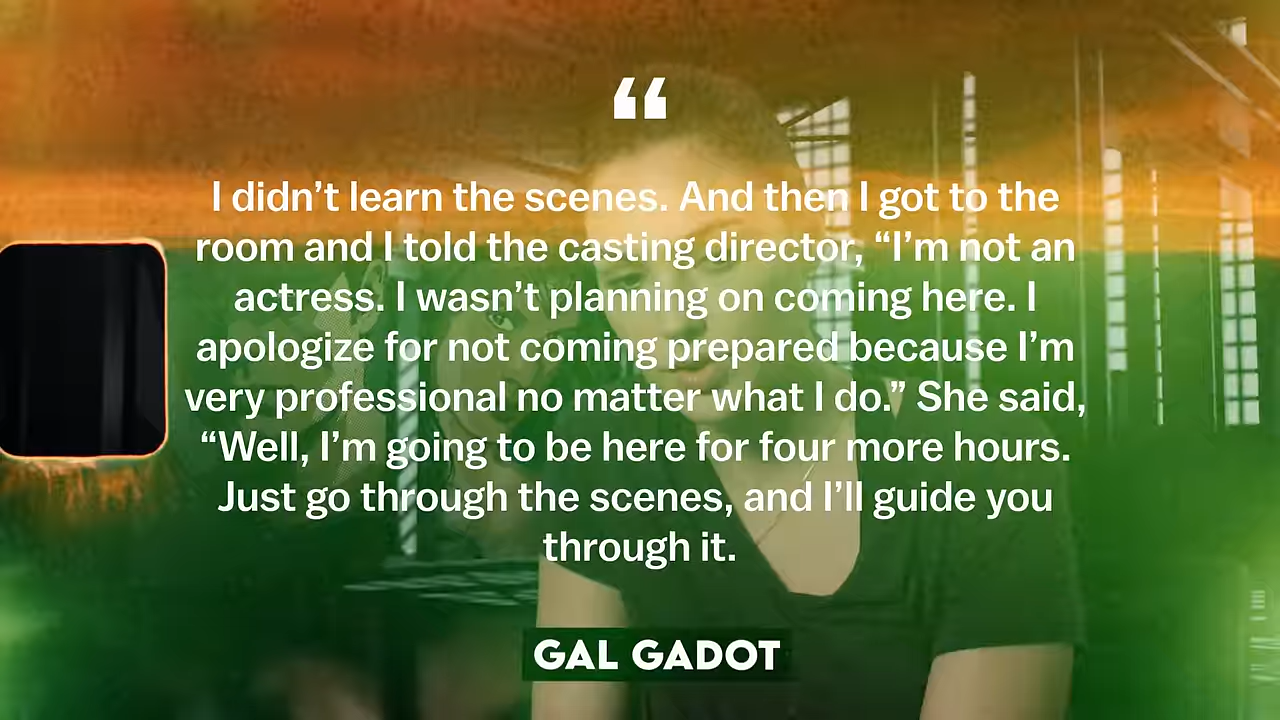 “
I didn’t learn the scenes. And then I got to the
room and I told the casting director, “I’m not an
actress. I wasn’t planning on coming here. I
apologize for not coming prepared because I’m
very professional no matter what I do.” She said,
“Well, I’m going to be here for four more hours.
Just go through the scenes, and I’ll guide you
through it.
GAL GADOT